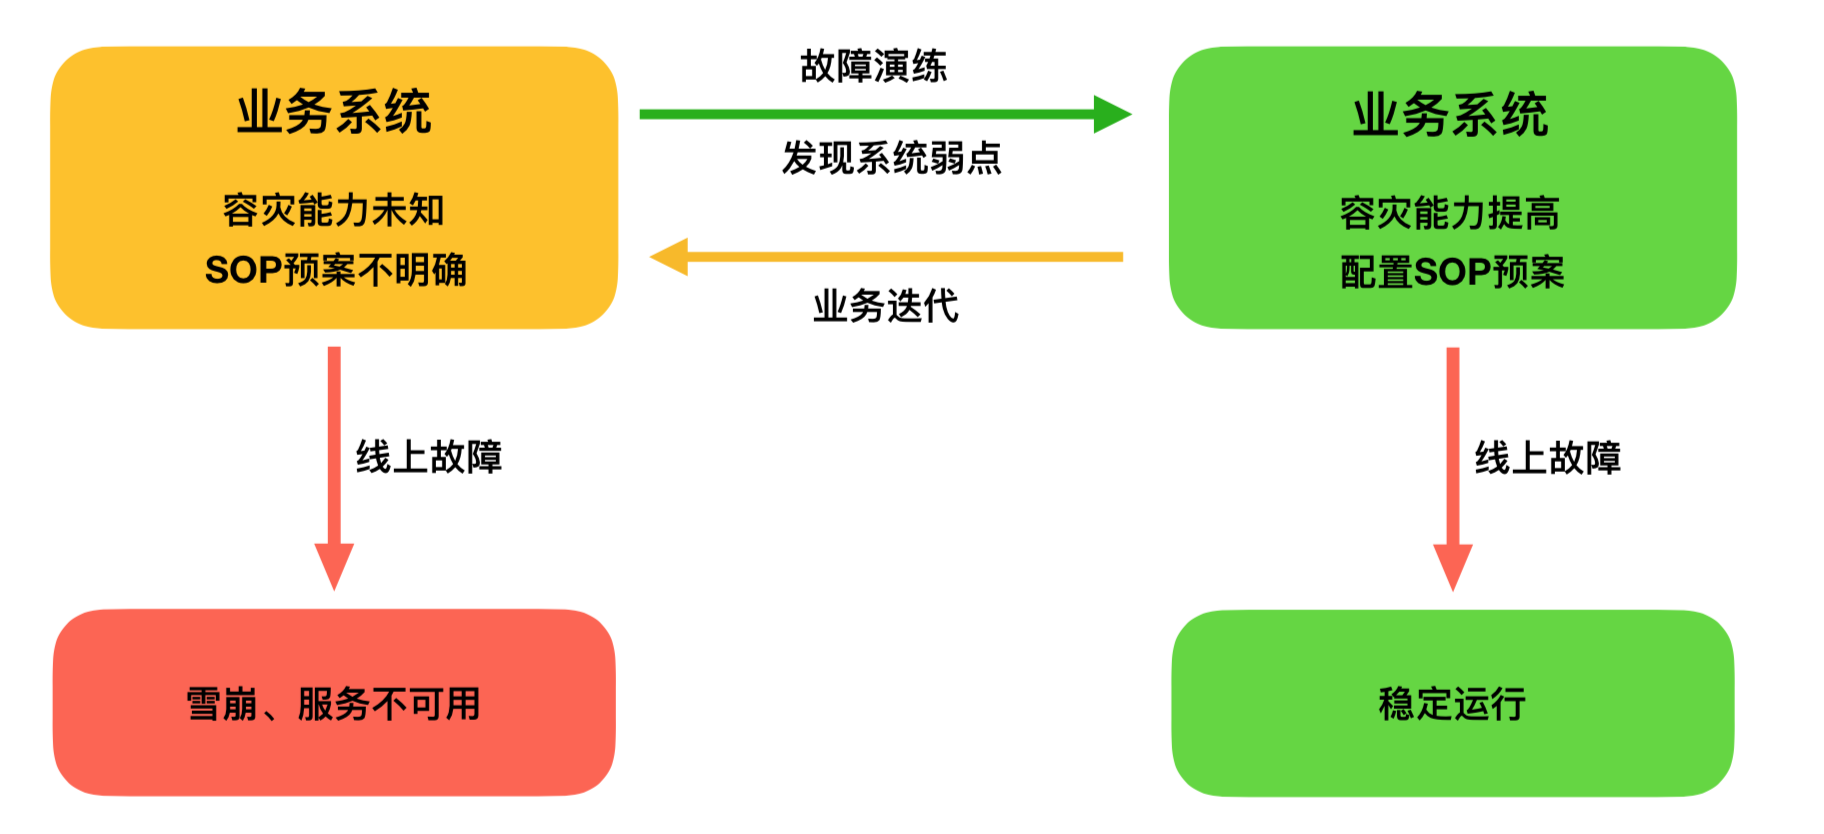 业务系统
容灾能力未知
SOP预案不明确
故障演练
发现系统弱点
业务迭代
业务系统
容灾能力提高
配置SOP预案
线上故障
线上故障
雪崩、服务不可用
稳定运行